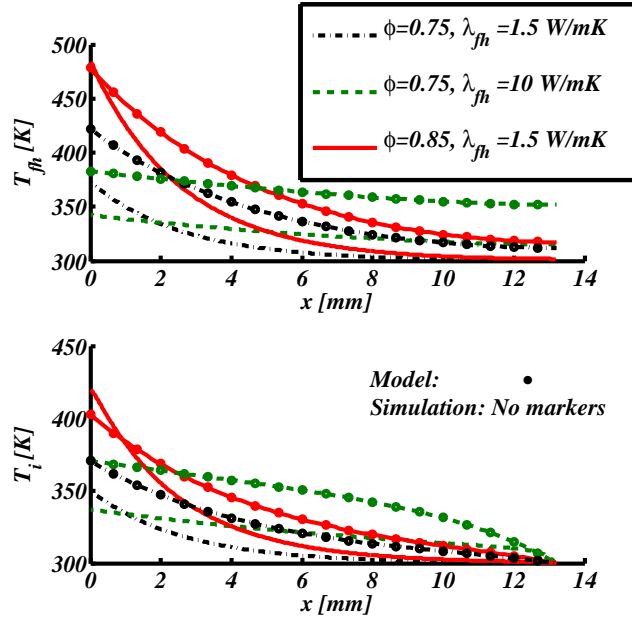 ϕ=0.75, λfh =1.5 W/mK
ϕ=0.75, λfh =10 W/mK
ϕ=0.85, λfh =1.5 W/mK
500
450
400
350
300
Tfh [K]
0 2 4 6 8 10 12 14
x [mm]
450
400
350
300
Ti [K]
Model:
Simulation: No markers
0 2 4 6 8 10 12 14
x [mm]